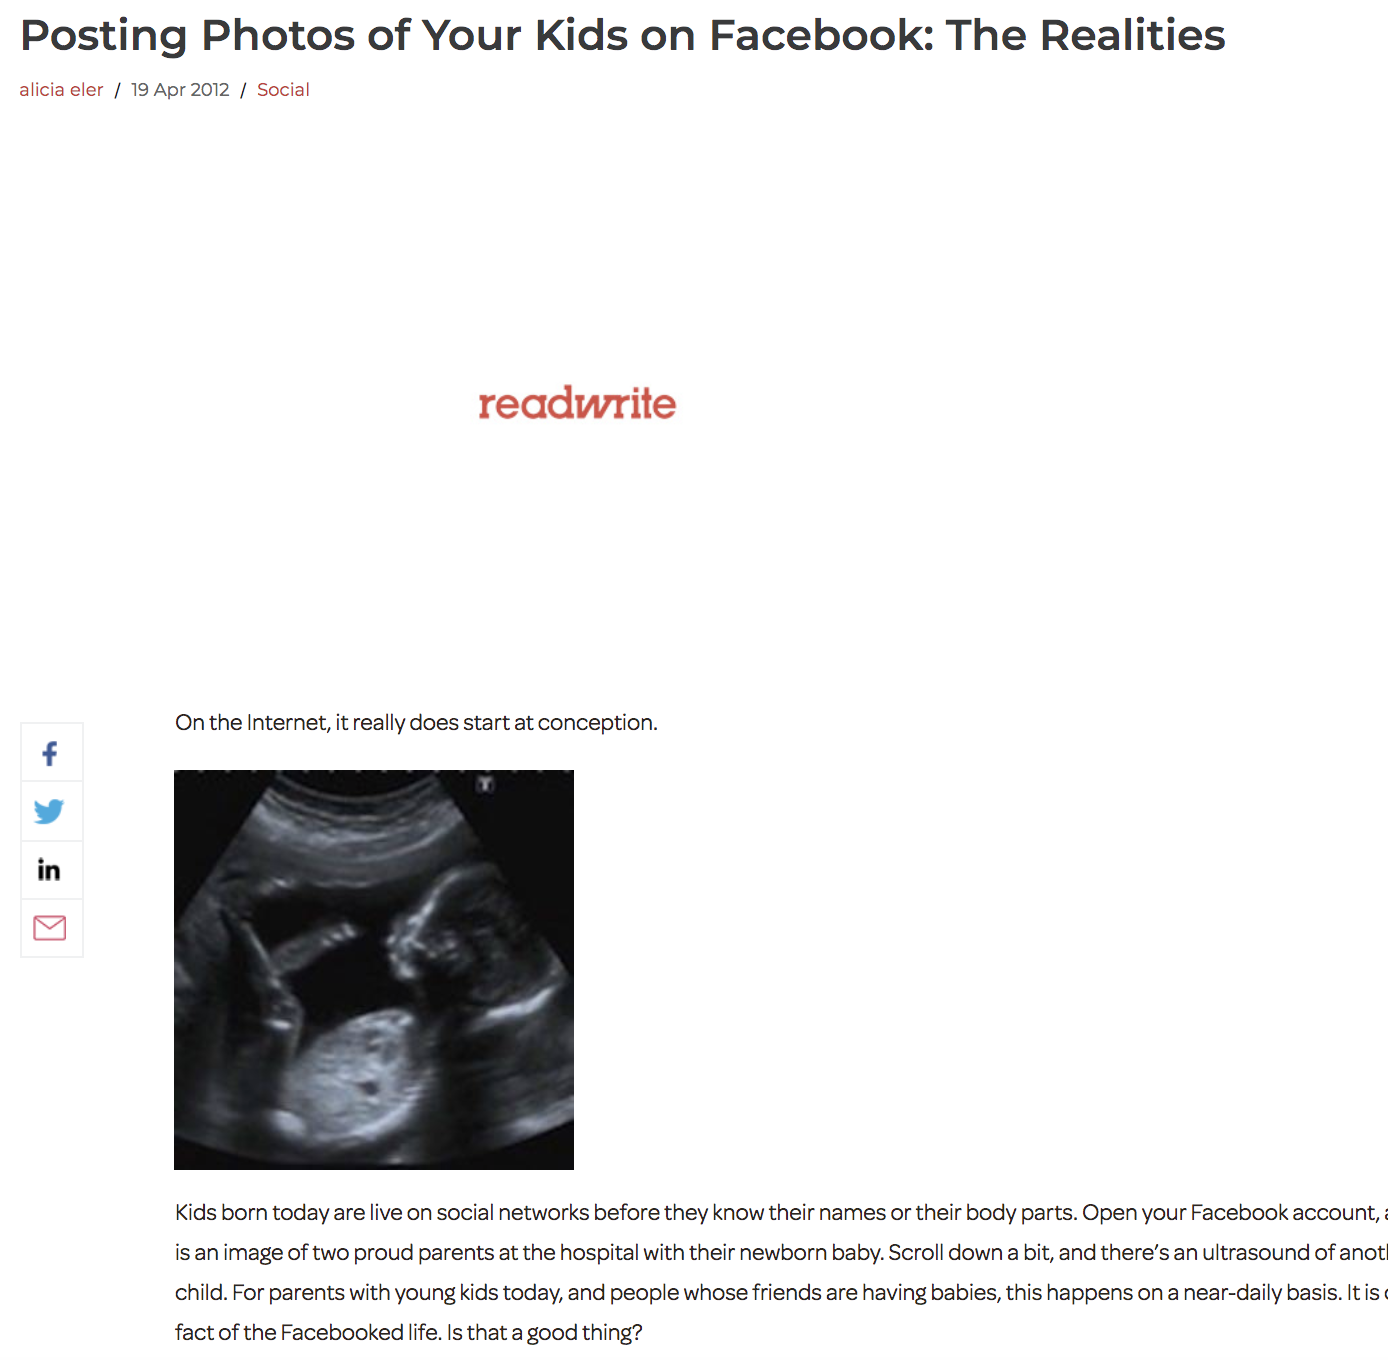 Posting Photos of Your Kids on Facebook: The Realities
alicia eler / 19 Apr 2012 / Social
readwrite
On the Internet, it really does start at conception.
f
in
Kids born today are live on social networks before they know their names or their body parts. Open your Facebook account,
is an image of two proud parents at the hospital with their newborn baby. Scroll down a bit, and there's an ultrasound of
child. For parents with young kids today, and people whose friends are having babies, this happens on a near-daily basis. It is
fact of the Facebooked life. Is that a good thing?